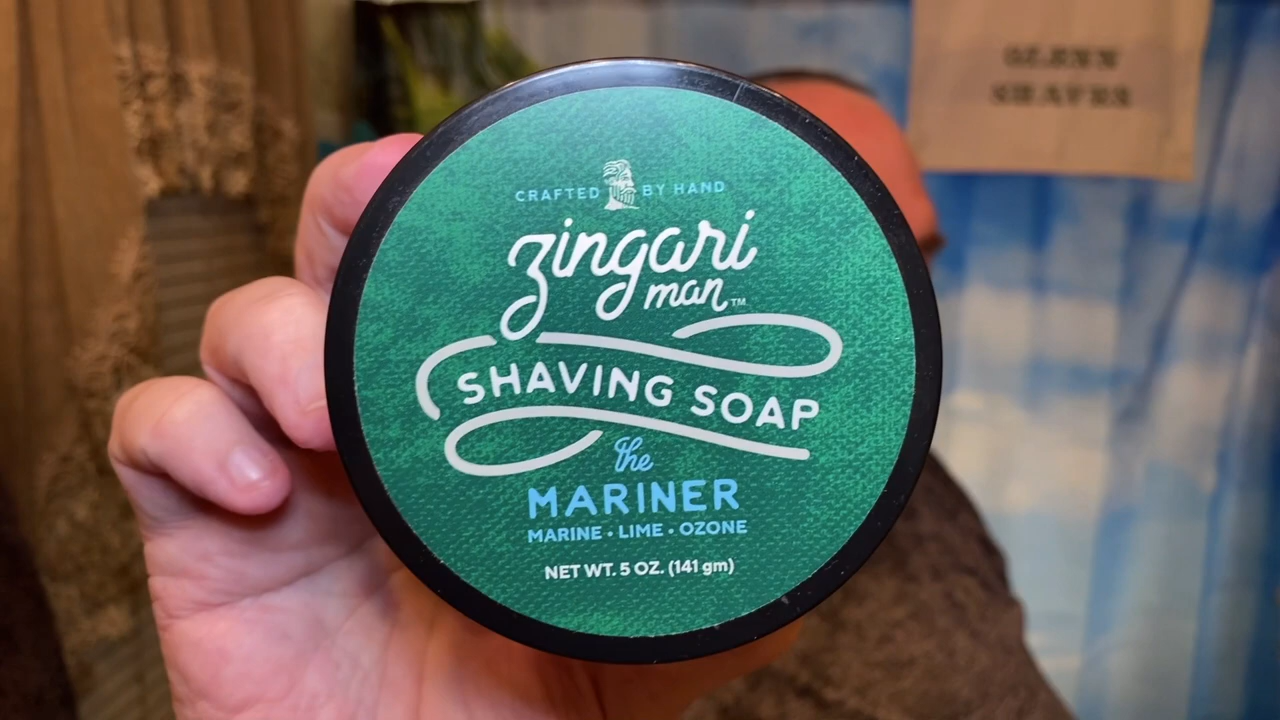 CRAFTED BY HAND
zingari
man™
SHAVING SOAP
the
MARINER
MARINE • LIME • OZONE
NET WT. 5 OZ. (141 gm)